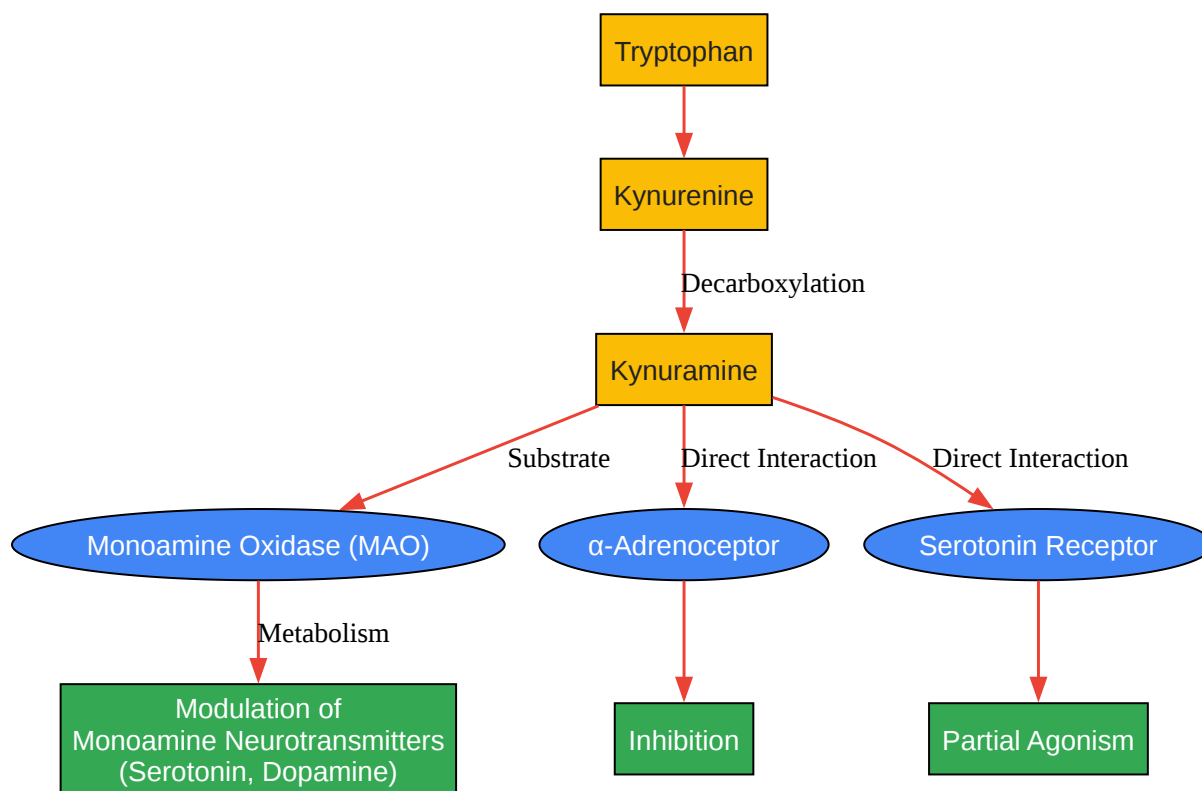 Tryptophan
Kynurenine
Decarboxylation
Kynuramine
Substrate
Direct Interaction
Direct Interaction
Monoamine Oxidase (MAO)
α-Adrenoceptor
Serotonin Receptor
Metabolism
Modulation of
Monoamine Neurotransmitters
(Serotonin, Dopamine)
Inhibition
Partial Agonism